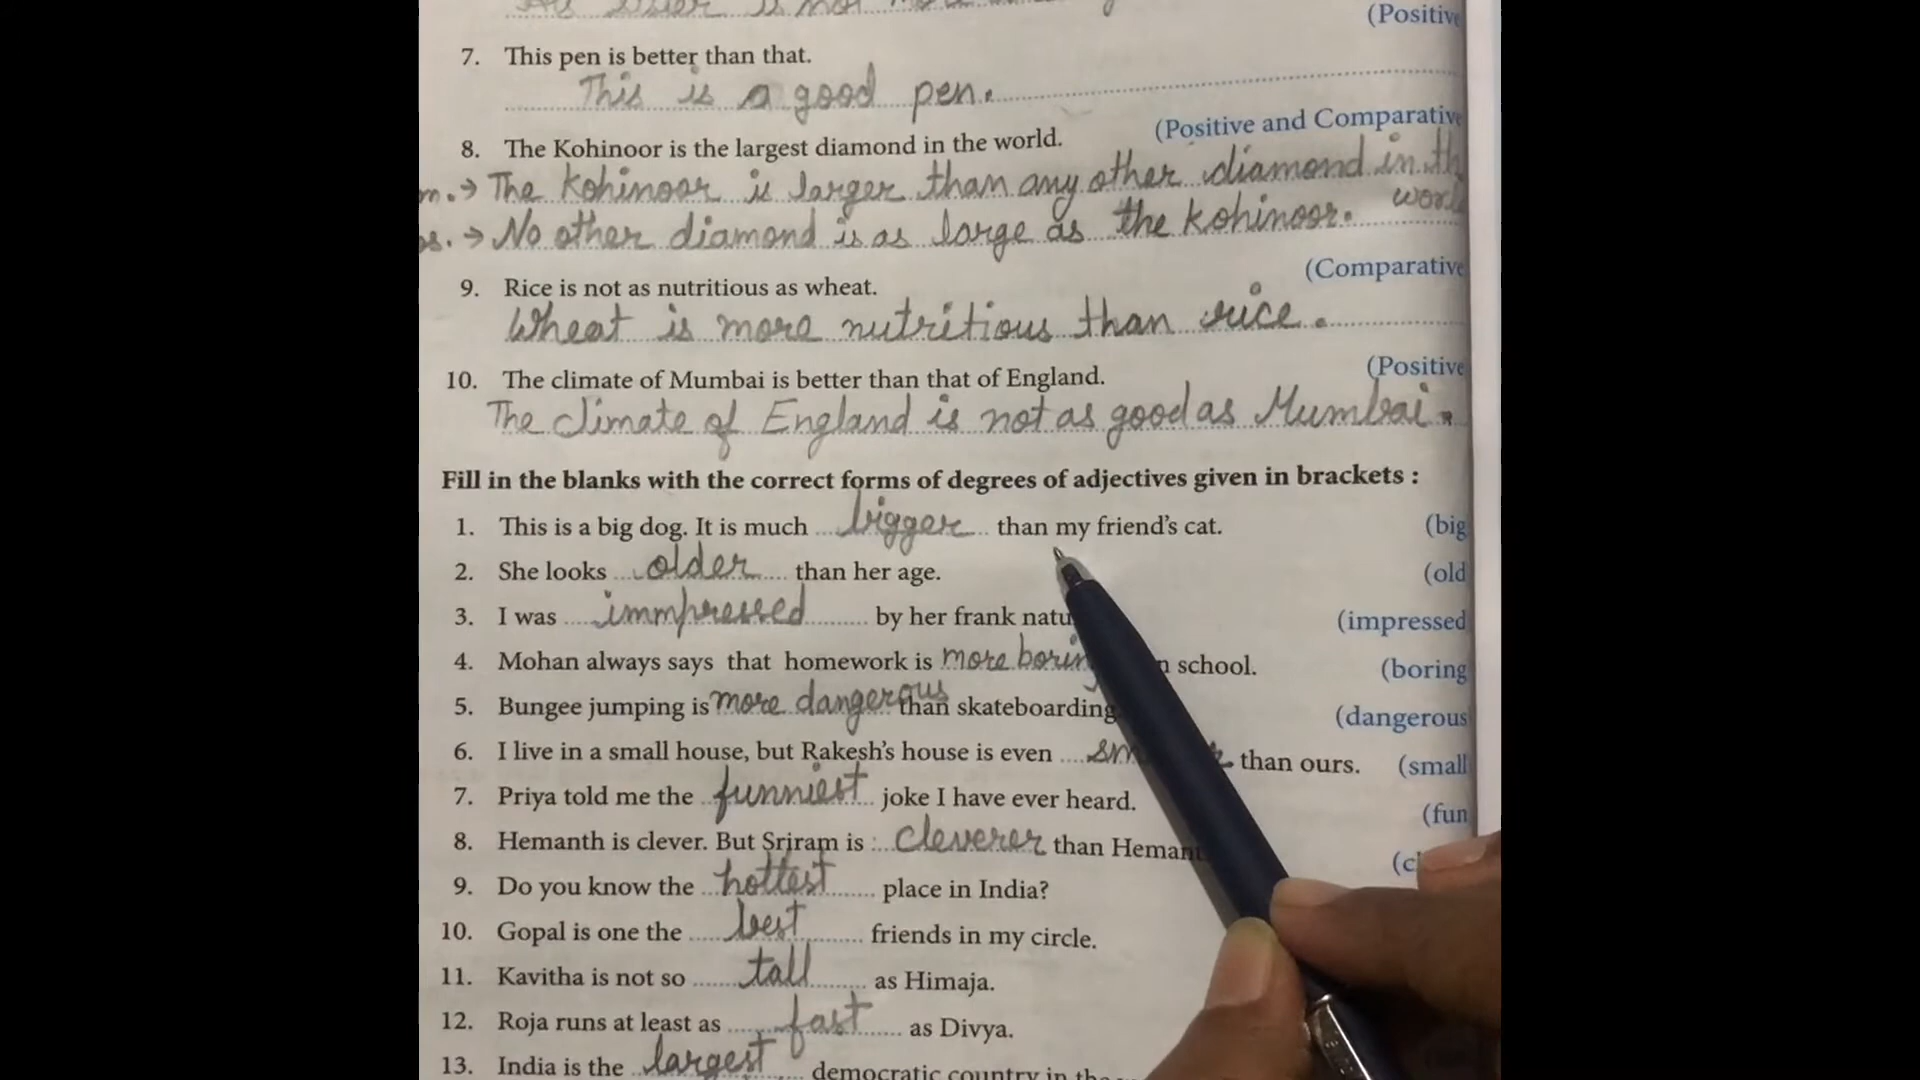 (Positive
7. This pen is better than that.
This is a good pen.
(Positive and Comparative
8. The Kohinoor is the largest diamond in the world.
m. → The Kohinoor is larger than any other diamond in th
worl
os. → No other diamond is as large as the kohinoor.
(Comparative
9. Rice is not as nutritious as wheat.
Wheat is more nutritious than rice.
(Positive
10. The climate of Mumbai is better than that of England.
The climate of England is not as good as Mumbai.
Fill in the blanks with the correct forms of degrees of adjectives given in brackets :
1. This is a big dog. It is much bigger than my friend's cat. (big
2. She looks older than her age. (old
3. I was immpressed by her frank natu (impressed
4. Mohan always says that homework is more borin n school. (boring
5. Bungee jumping is more dangerous than skateboarding (dangerous
6. I live in a small house, but Rakesh's house is even sm than ours. (small
7. Priya told me the funniest joke I have ever heard. (fun
8. Hemanth is clever. But Sriram is cleverer than Heman (cl
9. Do you know the hottest place in India?
10. Gopal is one the best friends in my circle.
11. Kavitha is not so tall as Himaja.
12. Roja runs at least as fast as Divya.
13. India is the largest democratic country in the